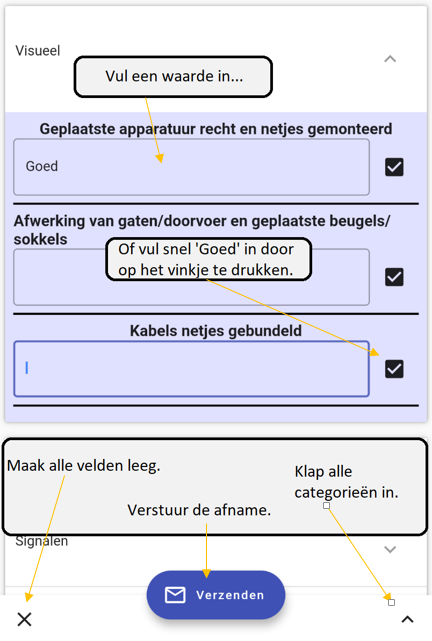 Visueel
Vul een waarde in...
Geplaatste apparatuur recht en netjes gemonteerd
Goed
Afwerking van gaten/doorvoer en geplaatste beugels/
sokkels
Of vul snel 'Goed' in door
op het vinkje te drukken.
Kabels netjes gebundeld
Maak alle velden leeg.
Klap alle
categorieën in.
Verstuur de afname.
Signalen
Verzenden